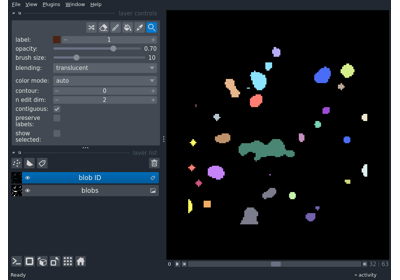 File View Plugins Window Help
layer controls
label: 1
opacity: 0.70
brush size: 10
blending: translucent
color mode: auto
contour: 0
n edit dim: 2
contiguous:
preserve
labels:
show
selected:
layer list
blob ID
blobs
32 63
Ready
activity